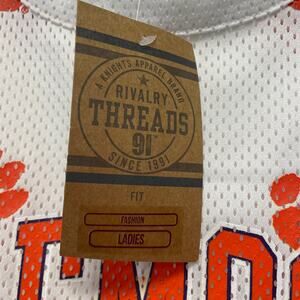 A KNIGHTS APPAREL BRAND
RIVALRY
THREADS
91
SINCE 1991
FIT
FASHION
LADIES